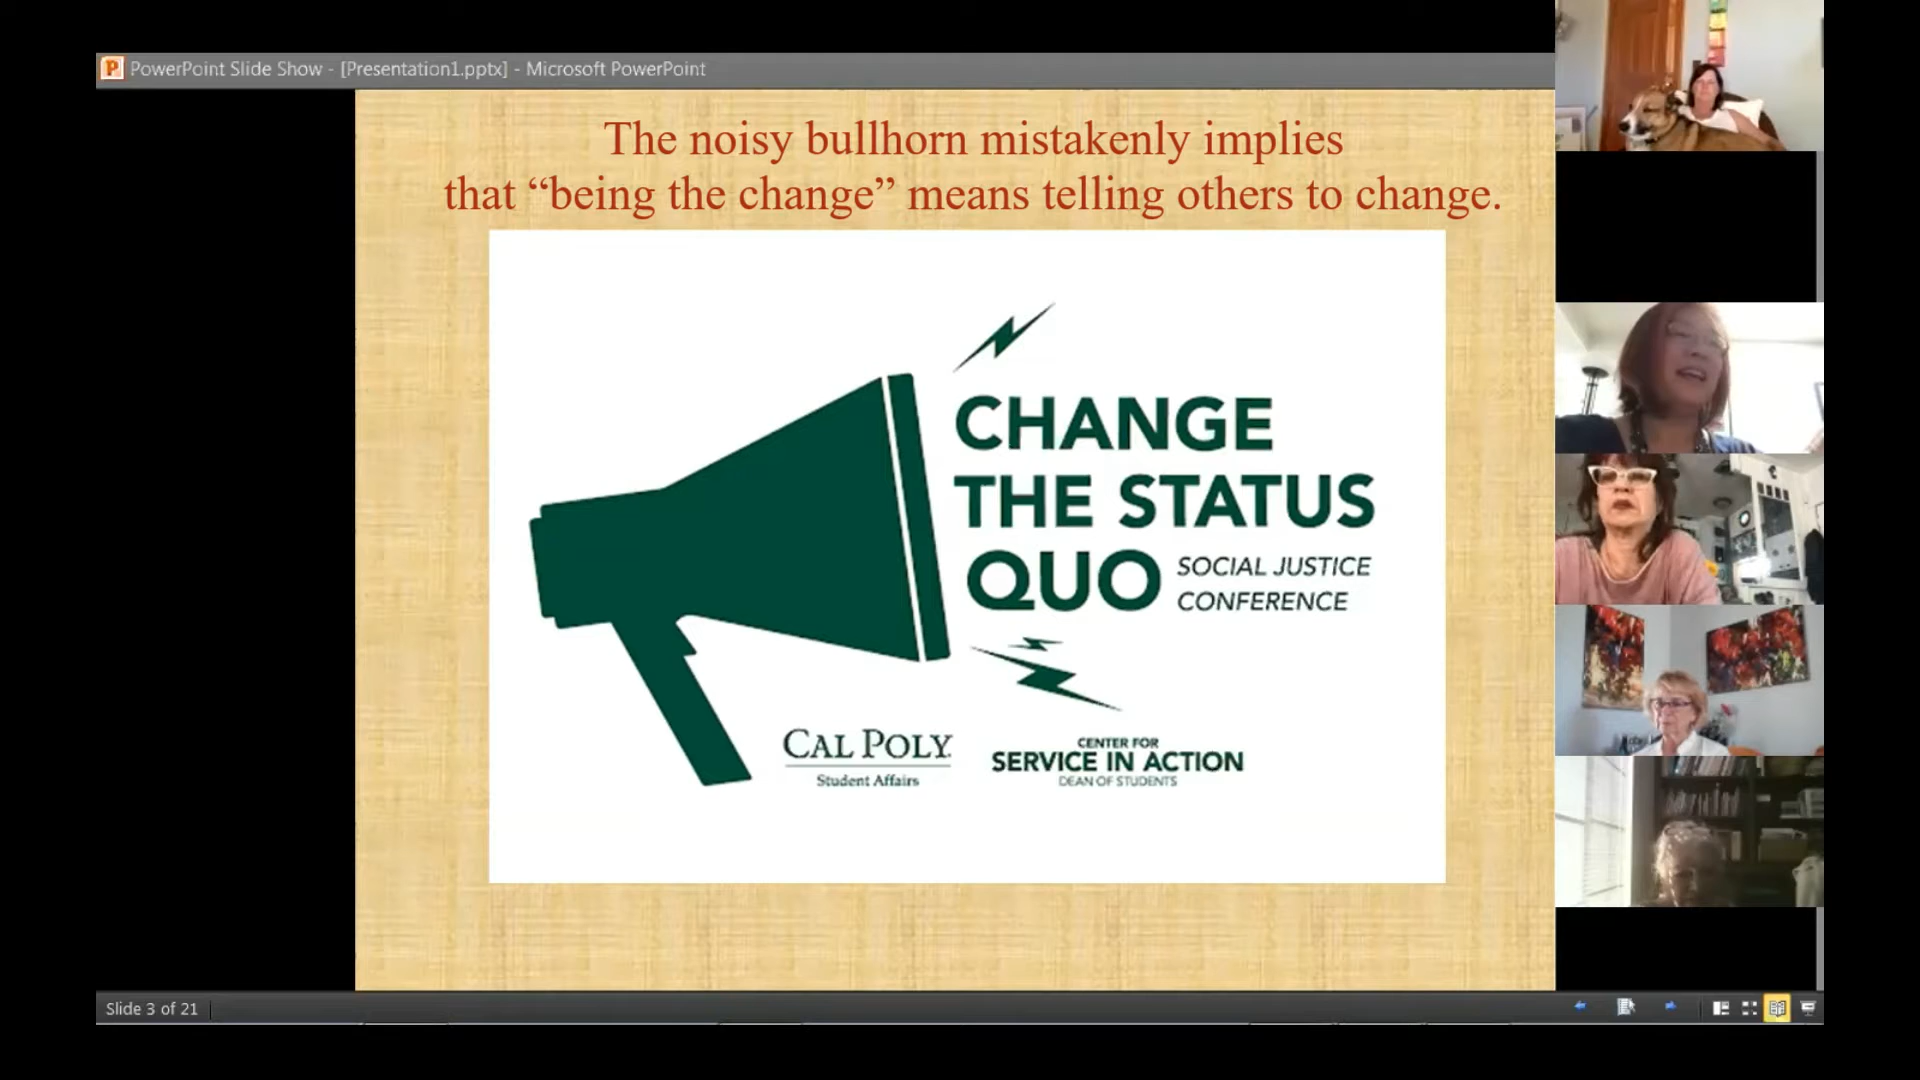 PowerPoint Slide Show - [Presentation1.pptx] - Microsoft PowerPoint
The noisy bullhorn mistakenly implies
that “being the change” means telling others to change.
CHANGE
THE STATUS
QUO
SOCIAL JUSTICE
CONFERENCE
CAL POLY
Student Affairs
CENTER FOR
SERVICE IN ACTION
DEAN OF STUDENTS
Slide 3 of 21